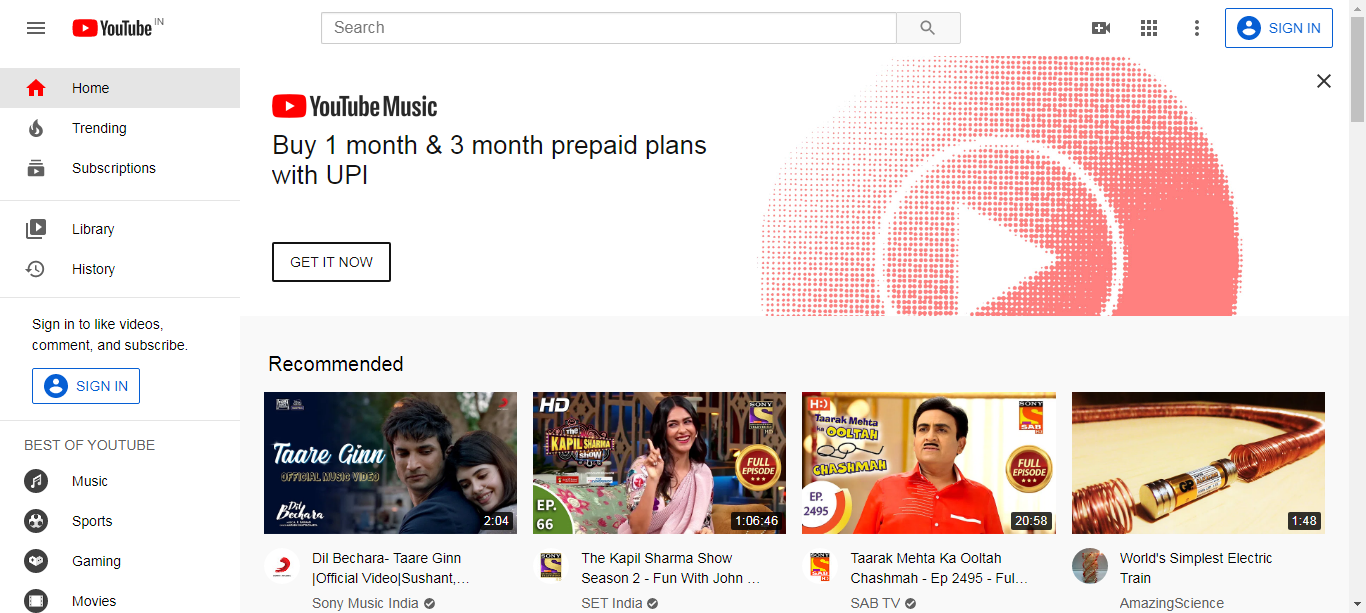 YouTube IN
Search
SIGN IN
Home
Trending
Subscriptions
Library
History
Sign in to like videos,
comment, and subscribe.
SIGN IN
BEST OF YOUTUBE
Music
Sports
Gaming
Movies
YouTube Music
Buy 1 month & 3 month prepaid plans
with UPI
GET IT NOW
Recommended
Taare Ginn
OFFICIAL MUSIC VIDEO
Dil
Bechara
2:04
Dil Bechara- Taare Ginn
|Official Video|Sushant,...
Sony Music India
HD
THE
KAPIL SHARMA
SHOW
SONY
FULL
EPISODE
EP.
66
1:06:46
The Kapil Sharma Show
Season 2 - Fun With John ...
SET India
H:)
Taarak Mehta
Ka
OOLTAH
CHASHMAH
SONY
SAB
HD
FULL
EPISODE
EP.
2495
20:58
Taarak Mehta Ka Ooltah
Chashmah - Ep 2495 - Ful...
SAB TV
GP
1:48
World's Simplest Electric
Train
AmazingScience